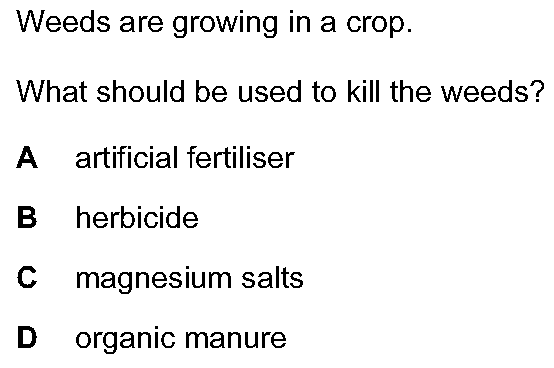 Weeds are growing in a crop.
What should be used to kill the weeds?
A artificial fertiliser
B herbicide
C magnesium salts
D organic manure